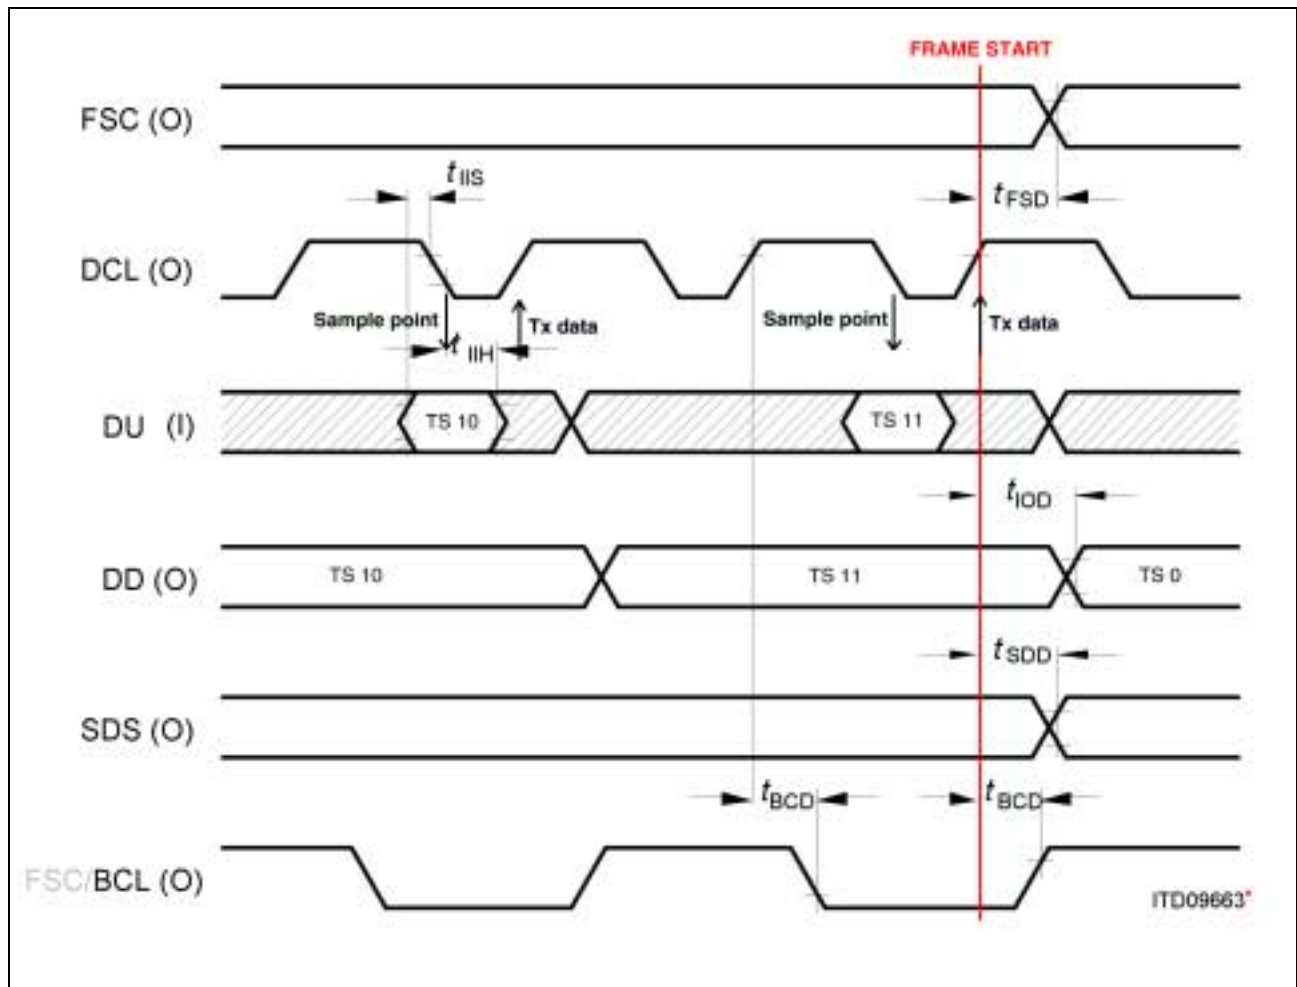 FRAME START
FSC (O)
tIIS
tFSD
DCL (O)
Sample point
Tx data
Sample point
Tx data
tIIH
DU (I)
TS 10
TS 11
tIOD
DD (O)
TS 10
TS 11
TS 0
tSDD
SDS (O)
tBCD
tBCD
FSC/BCL (O)
ITD09663*